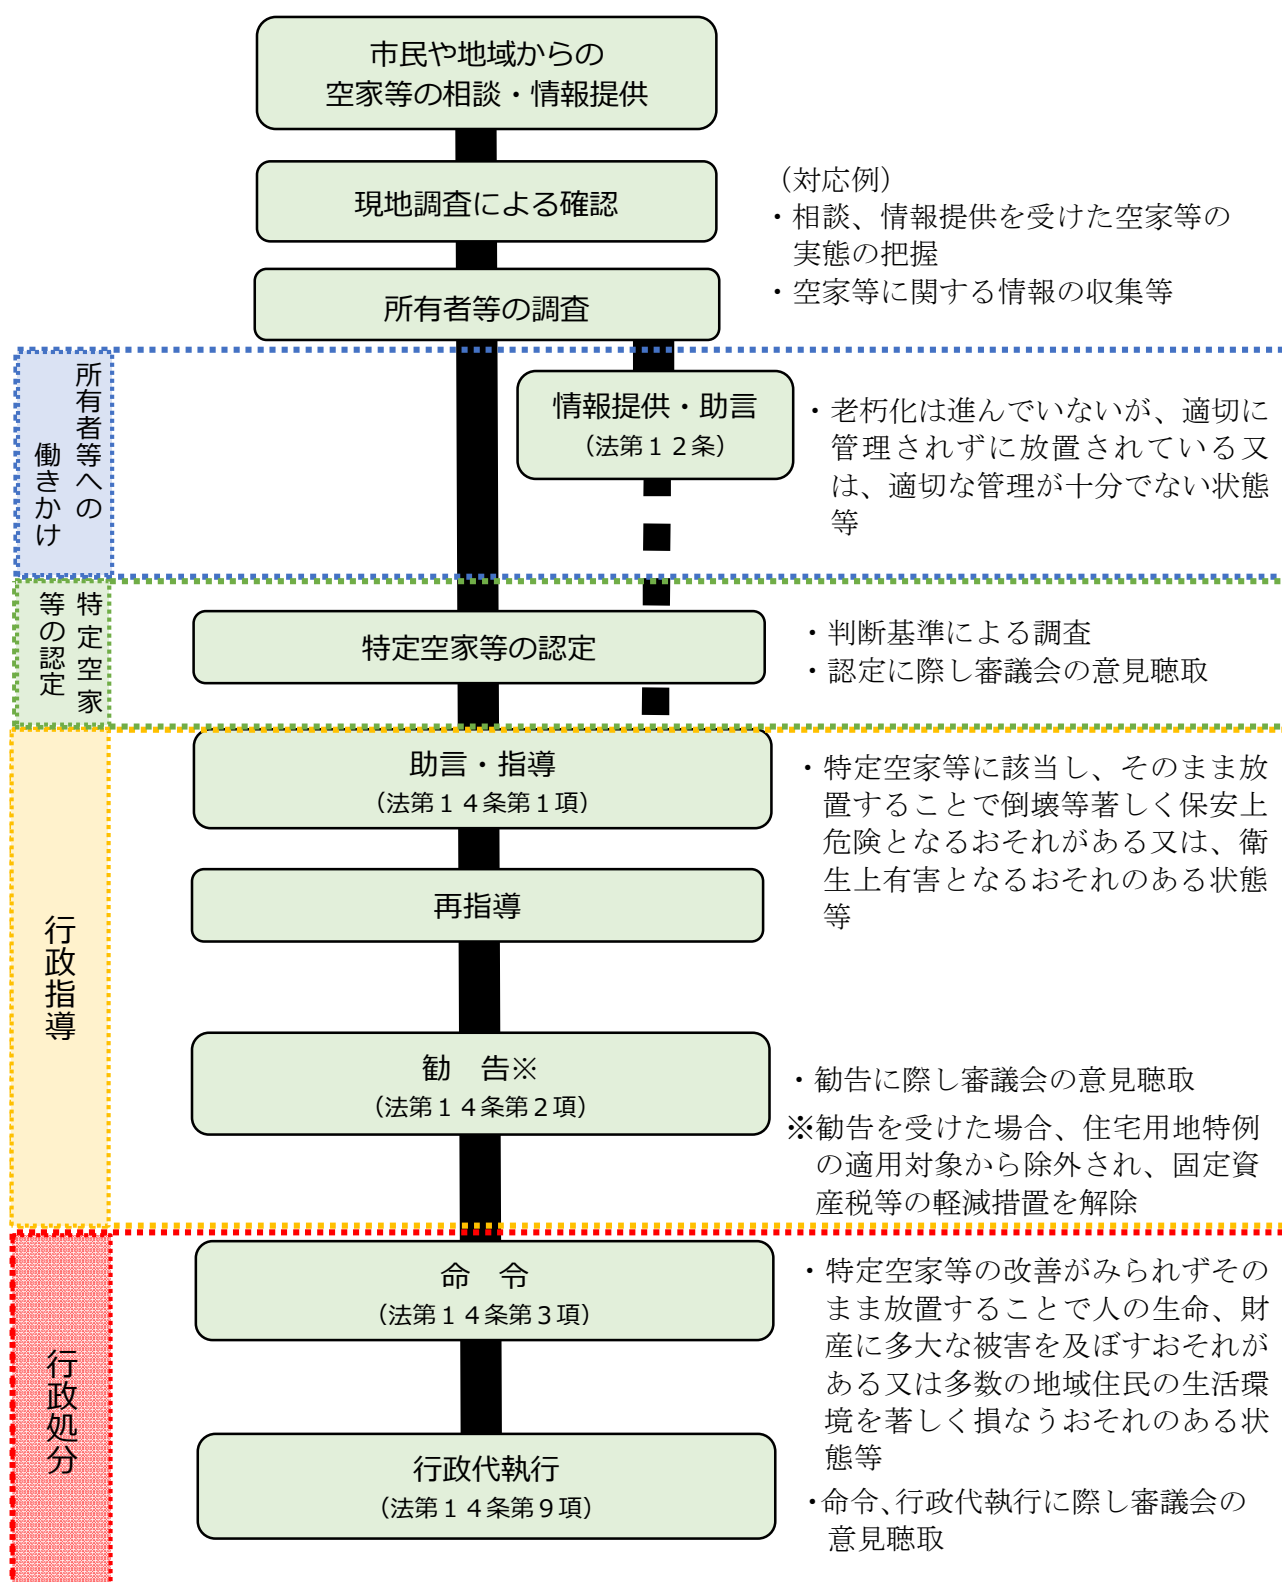 市民や地域からの
空家等の相談・情報提供
現地調査による確認
（対応例）
・相談、情報提供を受けた空家等の
実態の把握
・空家等に関する情報の収集等
所有者等の調査
所有者等への
働きかけ
情報提供・助言
（法第１２条）
・老朽化は進んでいないが、適切に
管理されずに放置されている又
は、適切な管理が十分でない状態
等
特定空家
等の認定
特定空家等の認定
・判断基準による調査
・認定に際し審議会の意見聴取
行政指導
助言・指導
（法第１４条第１項）
・特定空家等に該当し、そのまま放
置することで倒壊等著しく保安上
危険となるおそれがある又は、衛
生上有害となるおそれのある状態
等
再指導
勧　告※
（法第１４条第２項）
・勧告に際し審議会の意見聴取
※勧告を受けた場合、住宅用地特例
の適用対象から除外され、固定資
産税等の軽減措置を解除
行政処分
命　令
（法第１４条第３項）
・特定空家等の改善がみられずその
まま放置することで人の生命、財
産に多大な被害を及ぼすおそれが
ある又は多数の地域住民の生活環
境を著しく損なうおそれのある状
態等
行政代執行
（法第１４条第９項）
・命令、行政代執行に際し審議会の
意見聴取